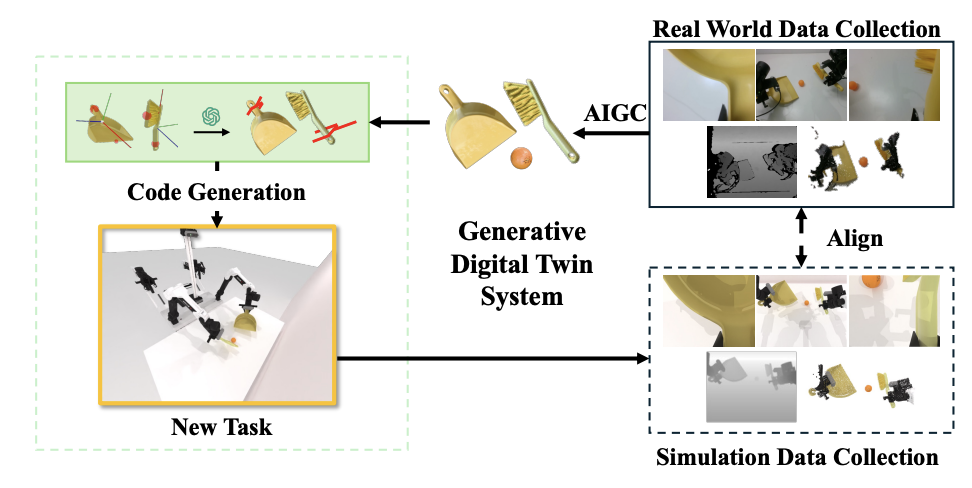 Real World Data Collection
AIGC
Code Generation
Generative
Digital Twin
System
Align
New Task
Simulation Data Collection